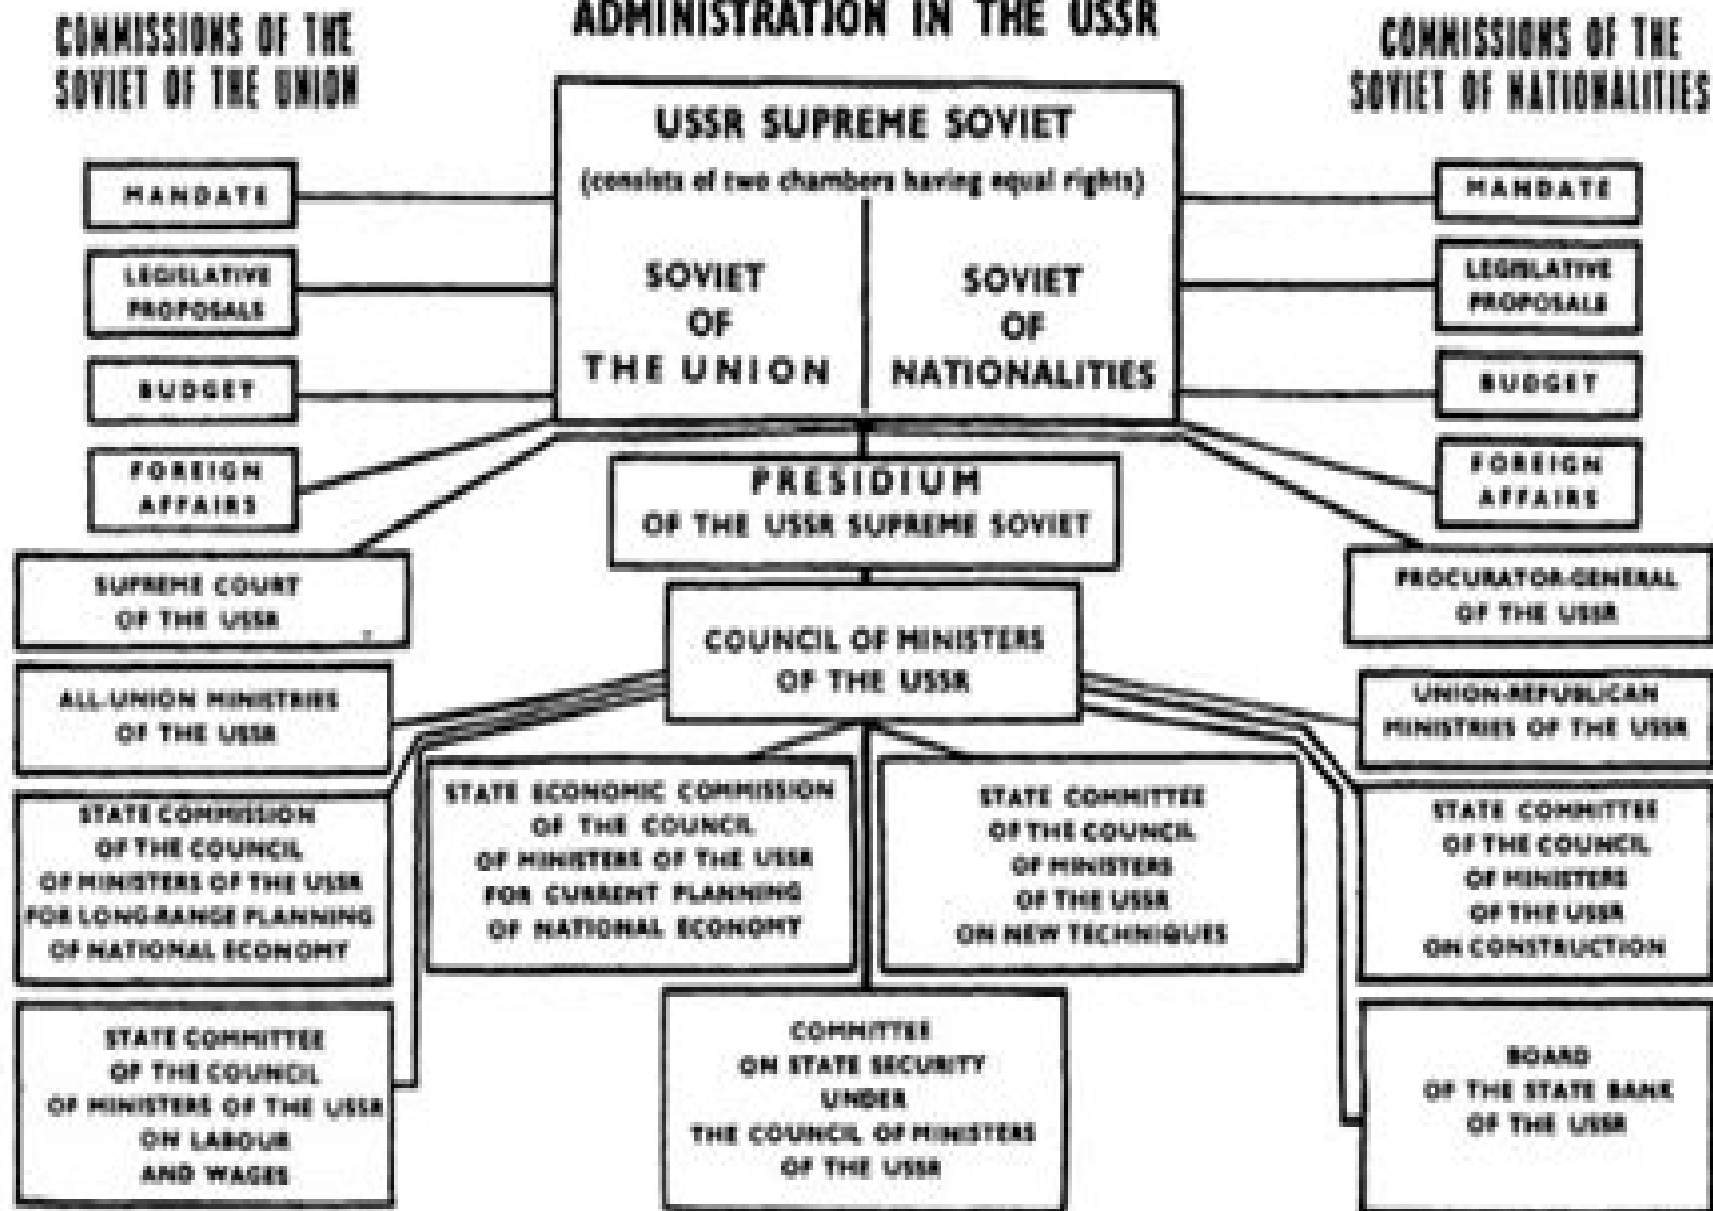 ADMINISTRATION IN THE USSR
COMMISSIONS OF THE
SOVIET OF THE UNION
COMMISSIONS OF THE
SOVIET OF NATIONALITIES
USSR SUPREME SOVIET
(consists of two chambers having equal rights)
SOVIET
OF
THE UNION
SOVIET
OF
NATIONALITIES
MANDATE
LEGISLATIVE
PROPOSALS
BUDGET
FOREIGN
AFFAIRS
MANDATE
LEGISLATIVE
PROPOSALS
BUDGET
FOREIGN
AFFAIRS
PRESIDIUM
OF THE USSR SUPREME SOVIET
SUPREME COURT
OF THE USSR
PROCURATOR-GENERAL
OF THE USSR
COUNCIL OF MINISTERS
OF THE USSR
ALL-UNION MINISTRIES
OF THE USSR
UNION-REPUBLICAN
MINISTRIES OF THE USSR
STATE COMMISSION
OF THE COUNCIL
OF MINISTERS OF THE USSR
FOR LONG-RANGE PLANNING
OF NATIONAL ECONOMY
STATE ECONOMIC COMMISSION
OF THE COUNCIL
OF MINISTERS OF THE USSR
FOR CURRENT PLANNING
OF NATIONAL ECONOMY
STATE COMMITTEE
OF THE COUNCIL
OF MINISTERS
OF THE USSR
ON NEW TECHNIQUES
STATE COMMITTEE
OF THE COUNCIL
OF MINISTERS
OF THE USSR
ON CONSTRUCTION
STATE COMMITTEE
OF THE COUNCIL
OF MINISTERS OF THE USSR
ON LABOUR
AND WAGES
COMMITTEE
ON STATE SECURITY
UNDER
THE COUNCIL OF MINISTERS
OF THE USSR
BOARD
OF THE STATE BANK
OF THE USSR